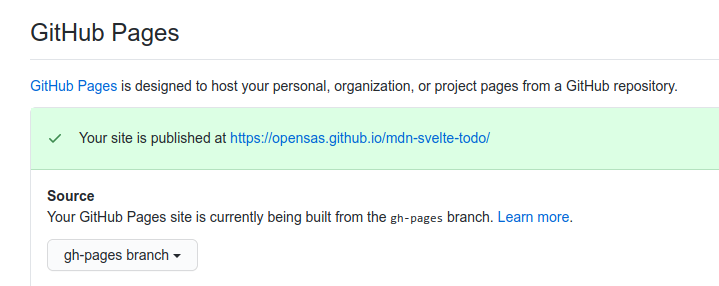 GitHub Pages
GitHub Pages is designed to host your personal, organization, or project pages from a GitHub repository.
Your site is published at https://opensas.github.io/mdn-svelte-todo/
Source
Your GitHub Pages site is currently being built from the gh-pages branch. Learn more.
gh-pages branch